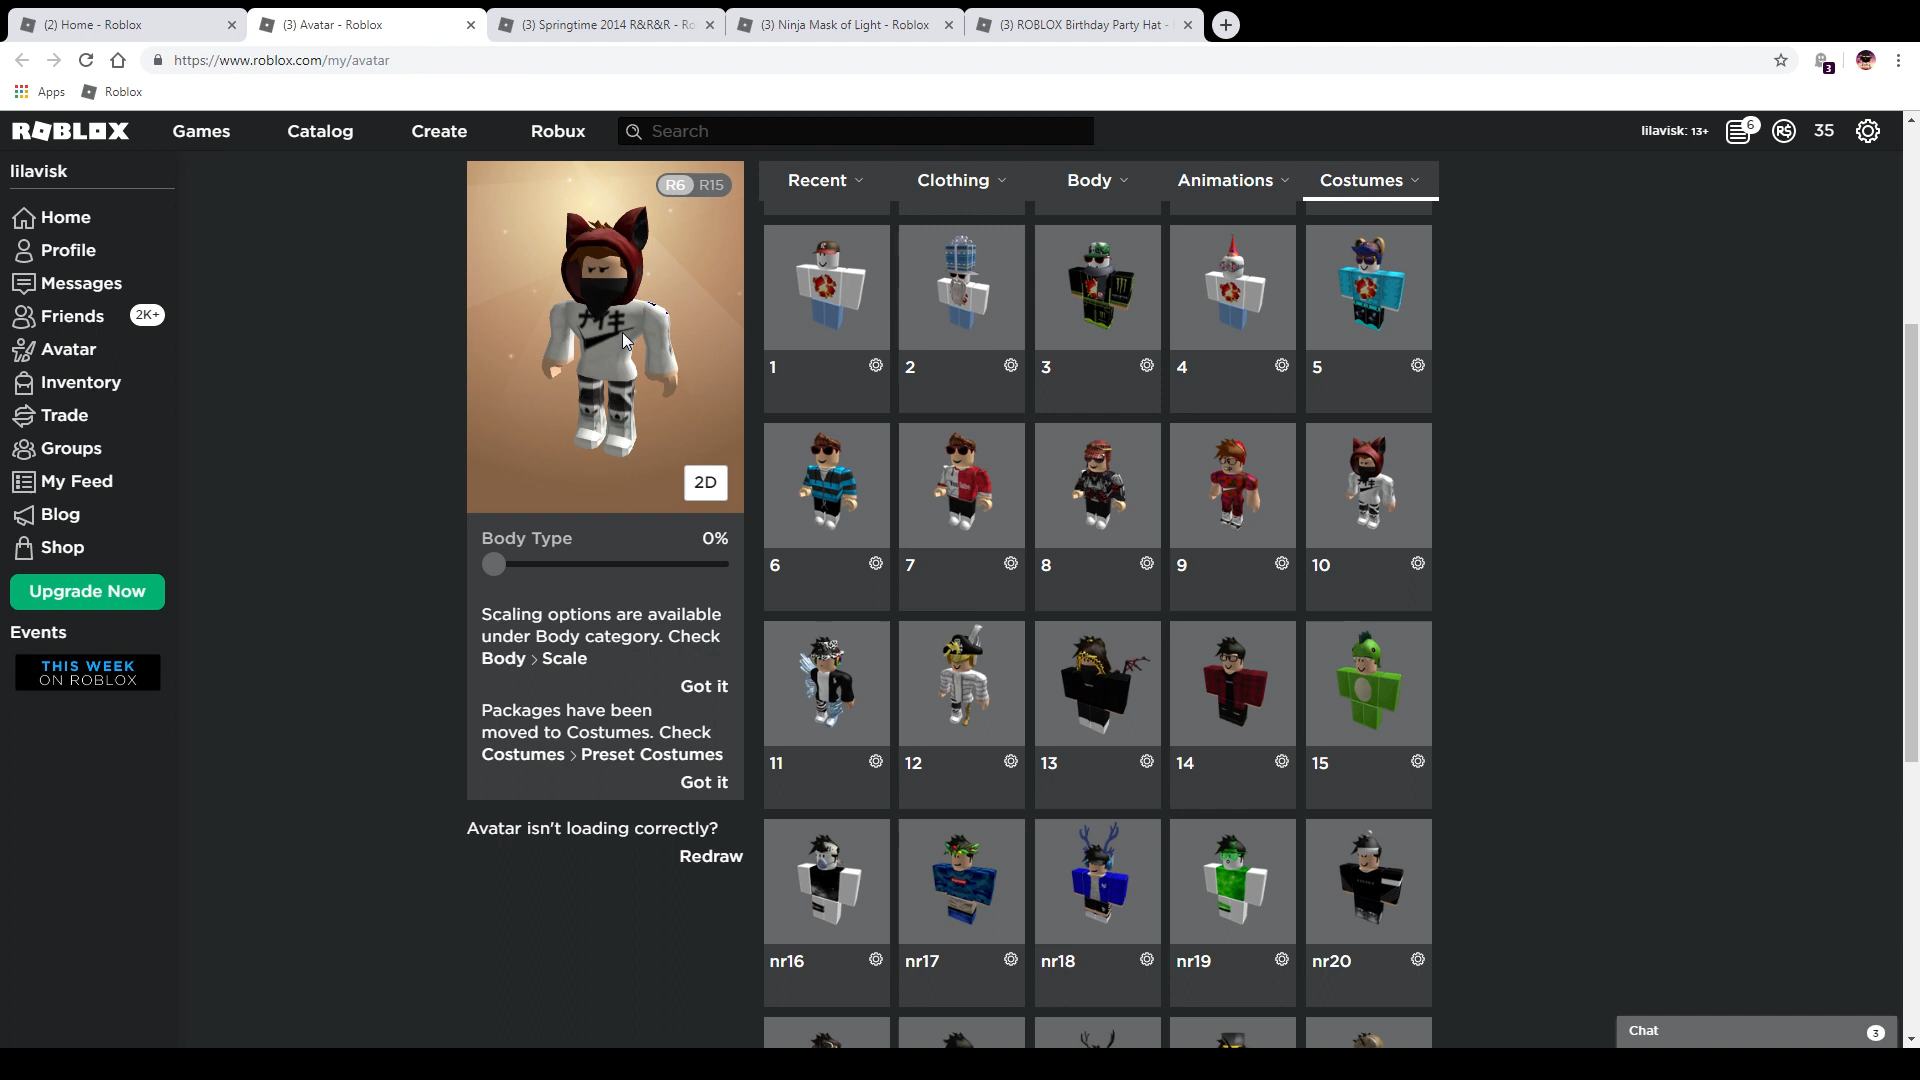 (2) Home - Roblox
(3) Avatar - Roblox
(3) Springtime 2014 R&R&R - Ro
(3) Ninja Mask of Light - Roblox
(3) ROBLOX Birthday Party Hat -
https://www.roblox.com/my/avatar
3
Apps
Roblox
ROBLOX
Games
Catalog
Create
Robux
Search
lilavisk: 13+
6
R$
35
lilavisk
Home
Profile
Messages
Friends
2K+
Avatar
Inventory
Trade
Groups
My Feed
Blog
Shop
Upgrade Now
Events
THIS WEEK
ON ROBLOX
R6 R15
ナイキ
2D
Body Type 0%
Scaling options are available
under Body category. Check
Body > Scale
Got it
Packages have been
moved to Costumes. Check
Costumes > Preset Costumes
Got it
Avatar isn't loading correctly?
Redraw
Recent
Clothing
Body
Animations
Costumes
1
2
3
4
5
6
7
8
9
10
11
12
13
14
15
nr16
nr17
nr18
nr19
nr20
Chat
3